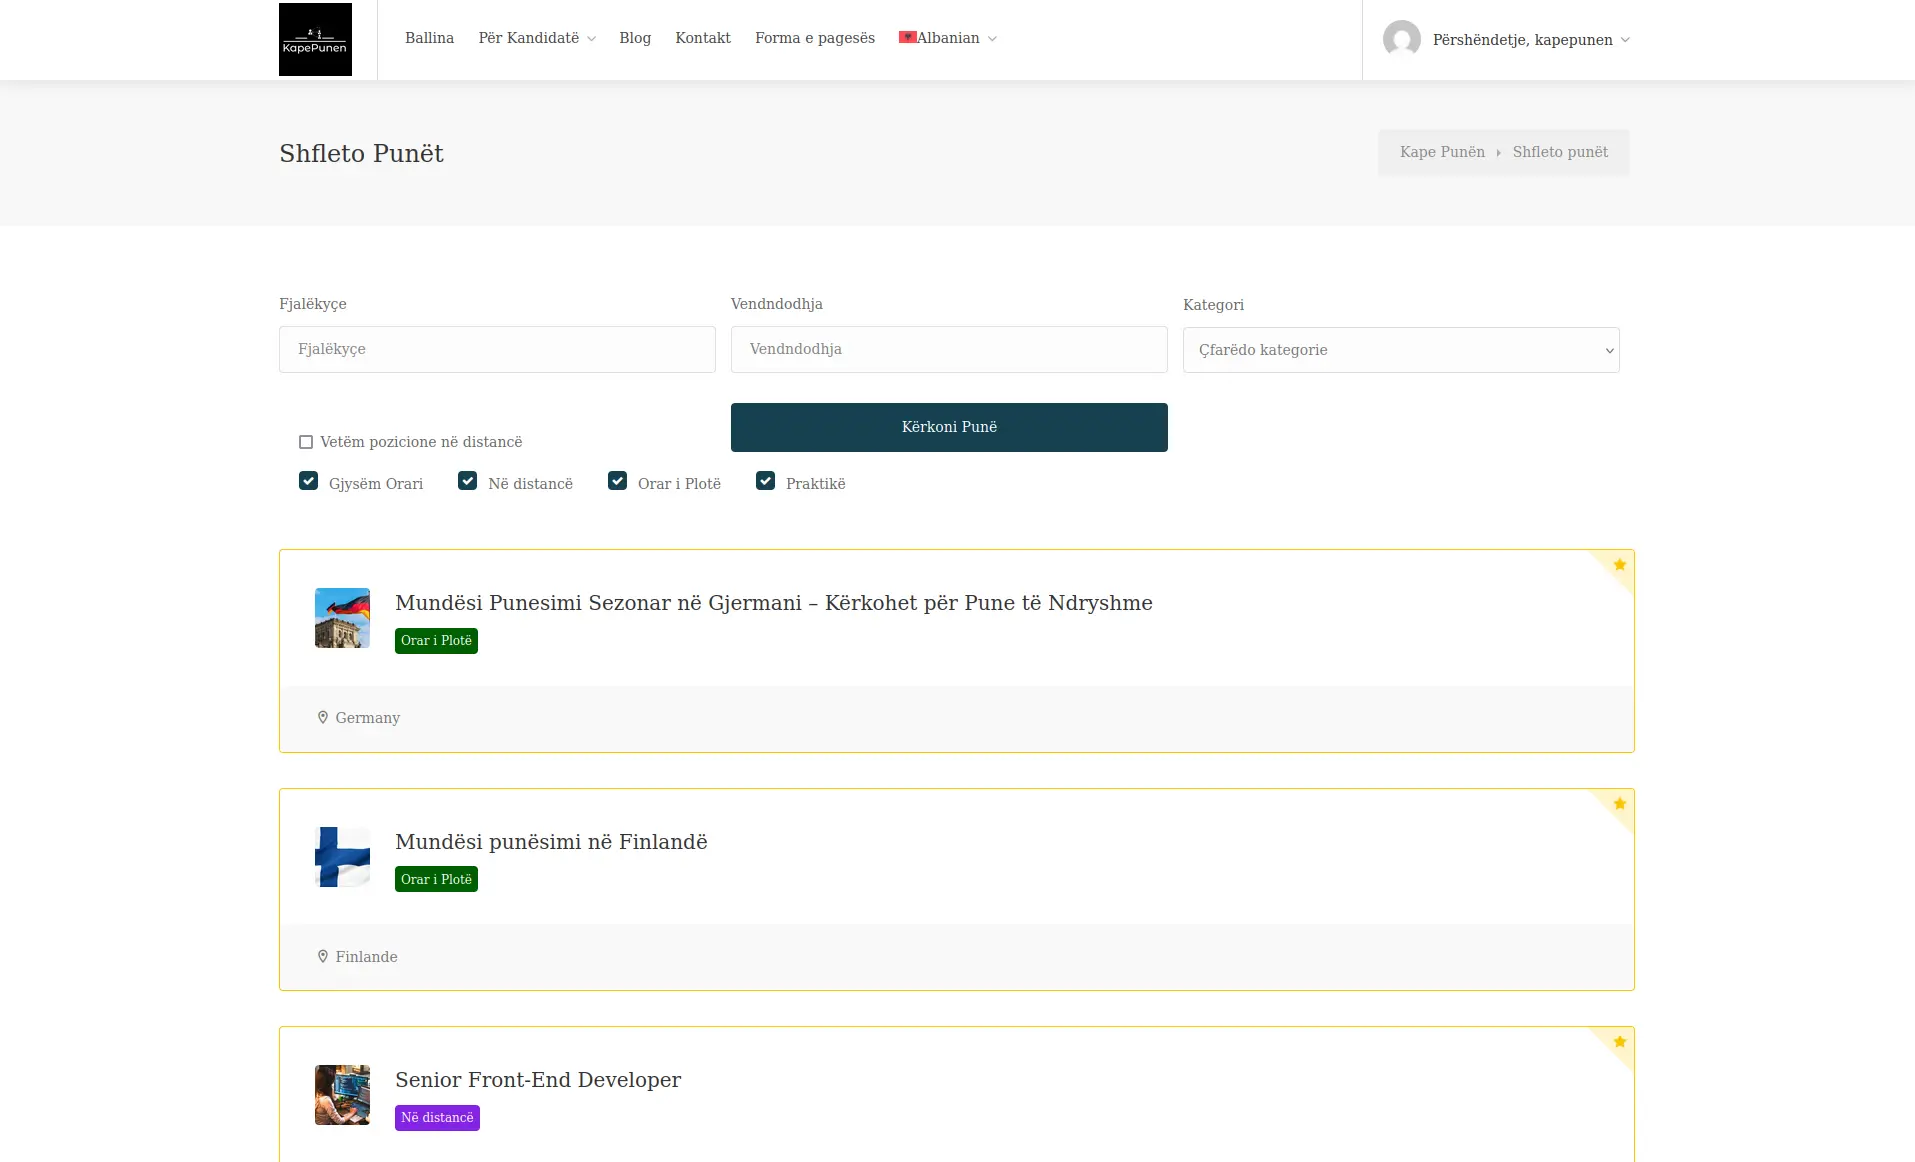 KapePunen
Ballina
Për Kandidatë
Blog
Kontakt
Forma e pagesës
Albanian
Përshëndetje, kapepunen
Shfleto Punët
Kape Punën
Shfleto punët
Fjalëkyçe
Vendndodhja
Kategori
Fjalëkyçe
Vendndodhja
Çfarëdo kategorie
Kërkoni Punë
Vetëm pozicione në distancë
Gjysëm Orari
Në distancë
Orar i Plotë
Praktikë
Mundësi Punesimi Sezonar në Gjermani – Kërkohet për Pune të Ndryshme
Orar i Plotë
Germany
Mundësi punësimi në Finlandë
Orar i Plotë
Finlande
Senior Front-End Developer
Në distancë